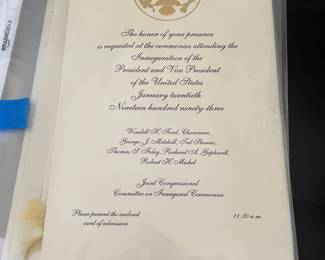 The honor of your presence
is requested at the ceremonies attending the
Inauguration of the
President and Vice President
of the United States
January twentieth
Nineteen hundred ninety-three
Wendell H. Ford, Chairman,
George J. Mitchell, Ted Stevens,
Thomas S. Foley, Richard A. Gephardt,
Robert H. Michel
Joint Congressional
Committee on Inaugural Ceremonies
Please present the enclosed
card of admission
11:30 a.m.